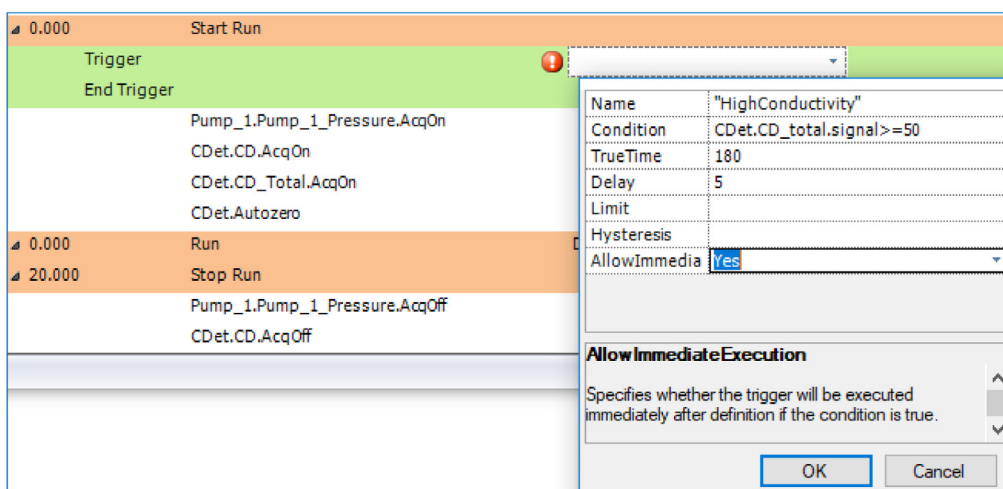 0.000 Start Run
Trigger
End Trigger
Pump_1.Pump_1_Pressure.AcqOn
CDet.CD.AcqOn
CDet.CD_Total.AcqOn
CDet.Autozero
0.000 Run
20.000 Stop Run
Pump_1.Pump_1_Pressure.AcqOff
CDet.CD.AcqOff
Name "HighConductivity"
Condition CDet.CD_total.signal>=50
TrueTime 180
Delay 5
Limit
Hysteresis
AllowImmedia Yes
AllowImmediateExecution
Specifies whether the trigger will be executed
immediately after definition if the condition is true.
OK Cancel